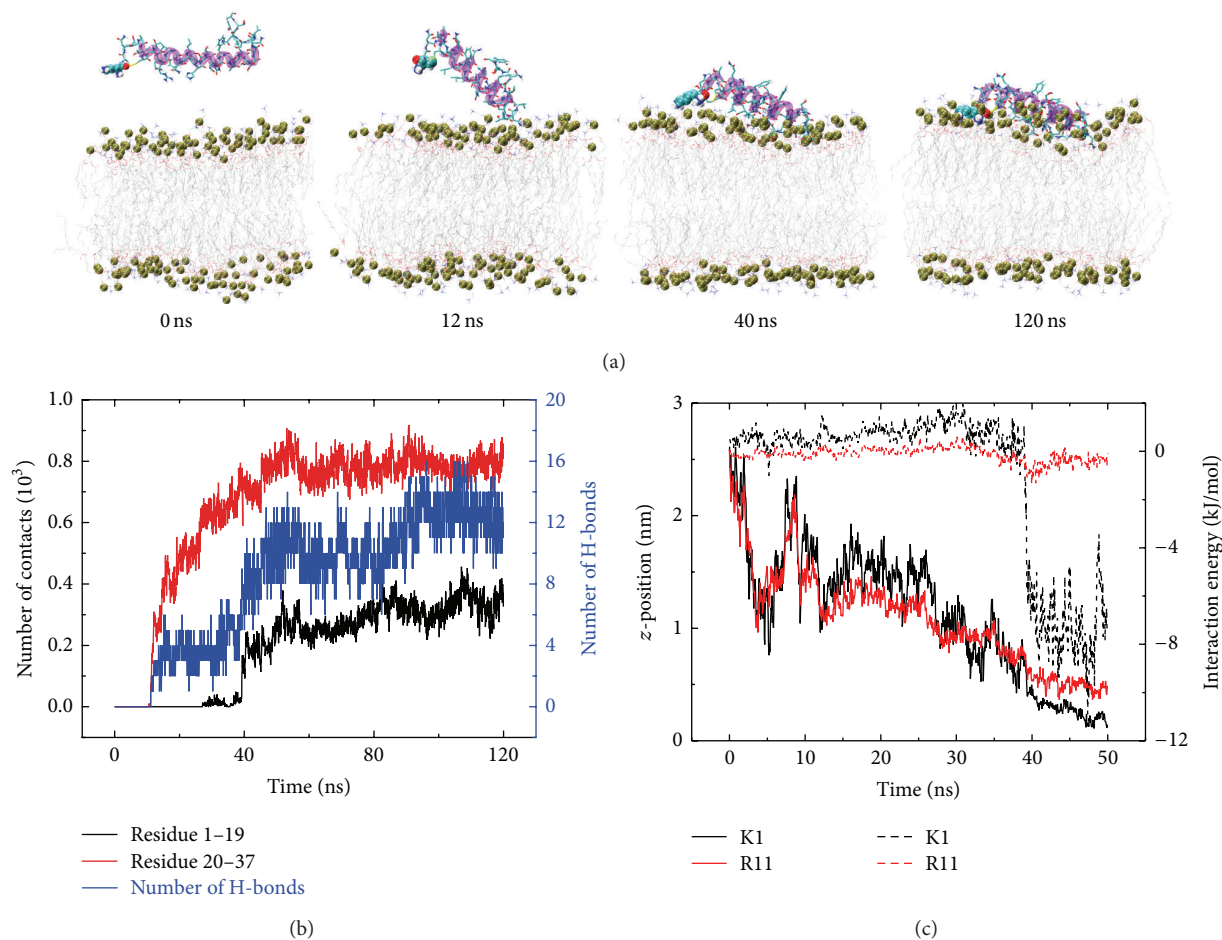 0 ns
12 ns
40 ns
120 ns
(a)
1.0
0.8
0.6
0.4
0.2
0.0
Number of contacts (10³)
20
16
12
8
4
0
Number of H-bonds
0
40
80
120
Time (ns)
Residue 1–19
Residue 20–37
Number of H-bonds
(b)
3
2
1
0
z-position (nm)
0
−4
−8
−12
Interaction energy (kJ/mol)
0
10
20
30
40
50
Time (ns)
K1
R11
K1
R11
(c)